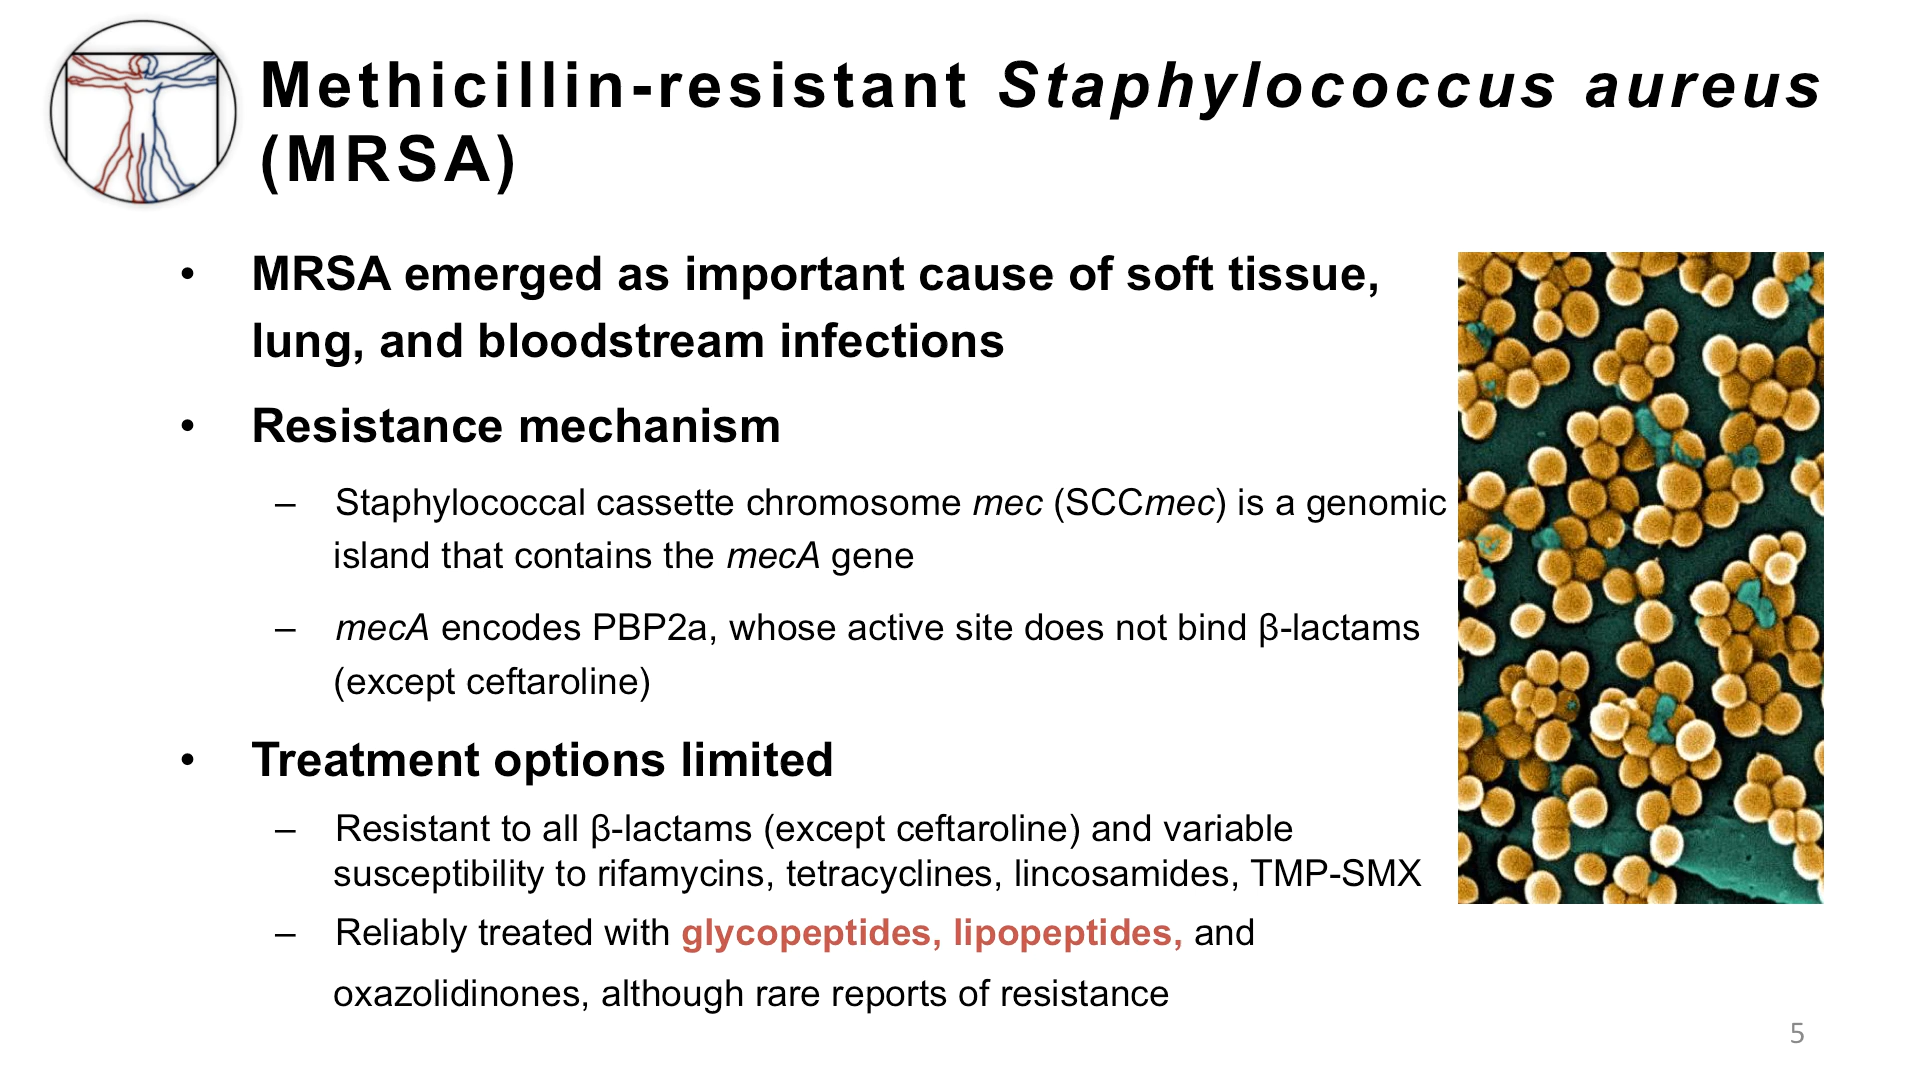 Methicillin-resistant Staphylococcus aureus
(MRSA)
• MRSA emerged as important cause of soft tissue,
lung, and bloodstream infections
• Resistance mechanism
– Staphylococcal cassette chromosome mec (SCCmec) is a genomic
island that contains the mecA gene
– mecA encodes PBP2a, whose active site does not bind β-lactams
(except ceftaroline)
• Treatment options limited
– Resistant to all β-lactams (except ceftaroline) and variable
susceptibility to rifamycins, tetracyclines, lincosamides, TMP-SMX
– Reliably treated with glycopeptides, lipopeptides, and
oxazolidinones, although rare reports of resistance
5